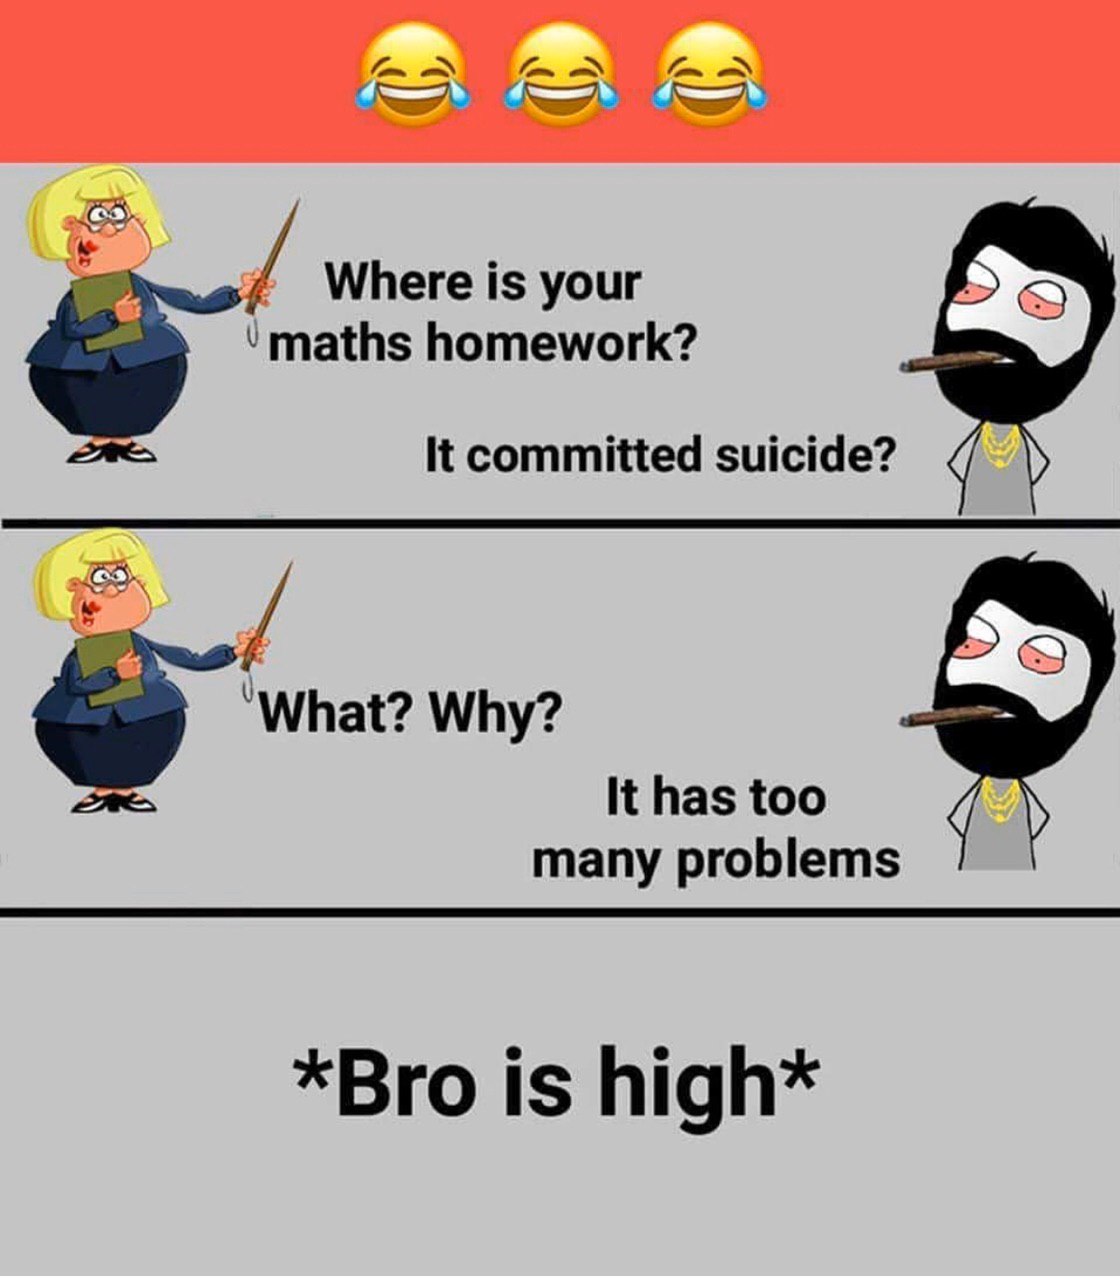 Where is your
maths homework?
It committed suicide?
What? Why?
It has too
many problems
*Bro is high*